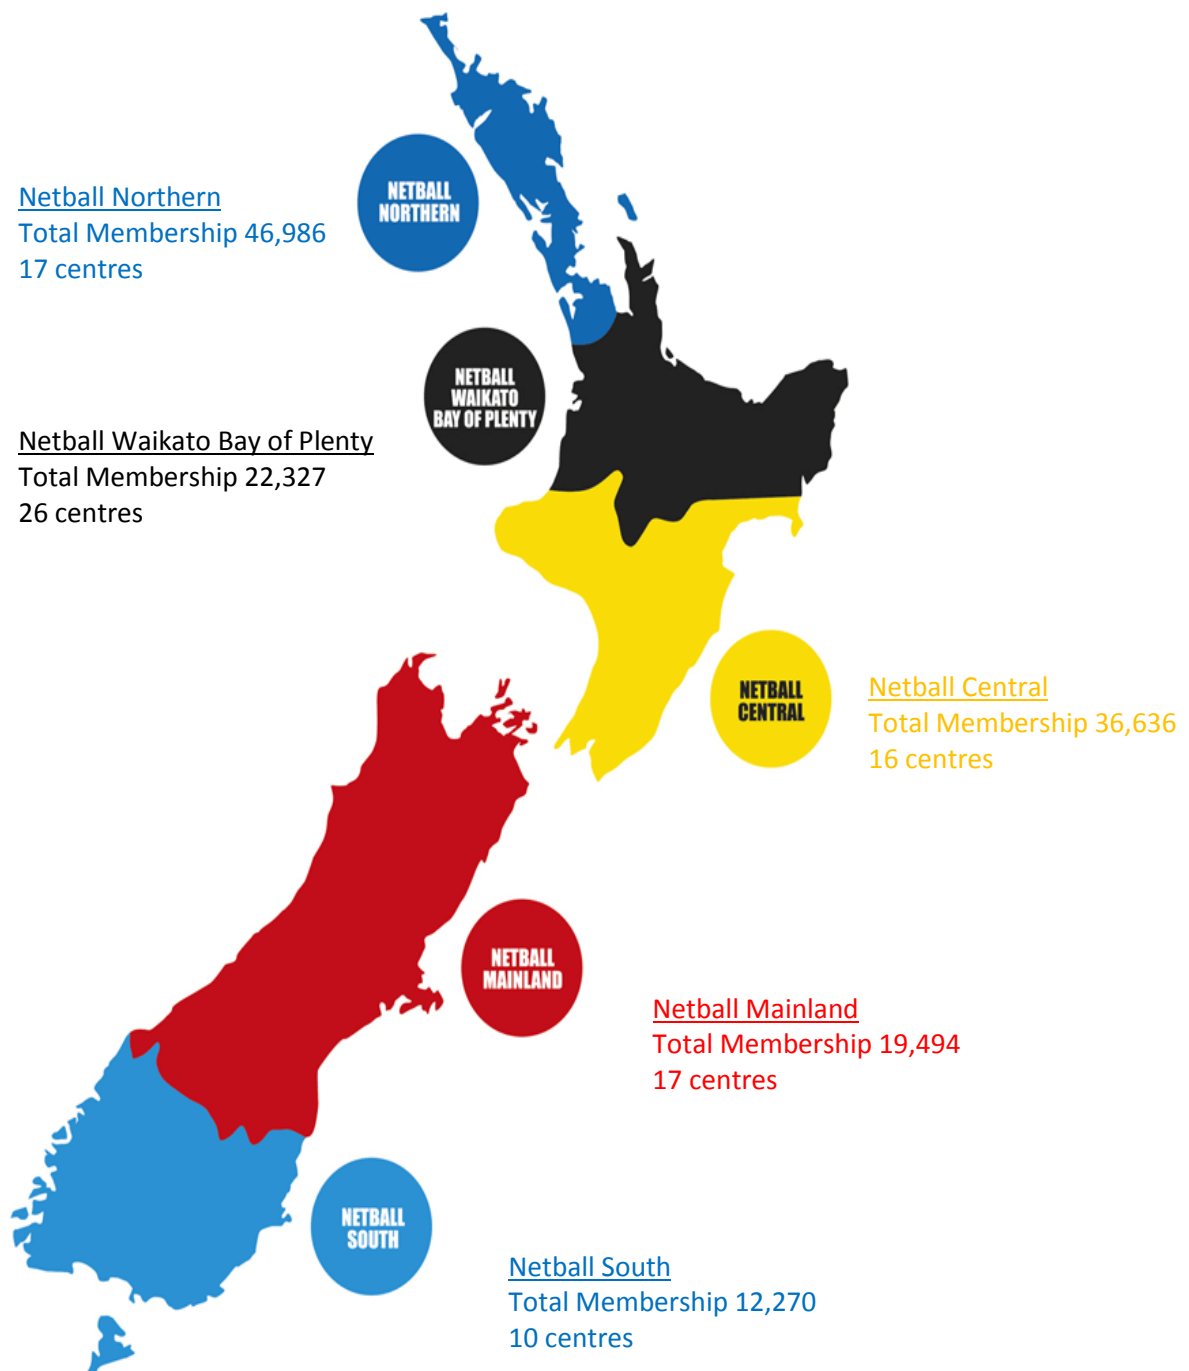 NETBALL
NORTHERN
Netball Northern
Total Membership 46,986
17 centres
NETBALL
WAIKATO
BAY OF PLENTY
Netball Waikato Bay of Plenty
Total Membership 22,327
26 centres
NETBALL
CENTRAL
Netball Central
Total Membership 36,636
16 centres
NETBALL
MAINLAND
Netball Mainland
Total Membership 19,494
17 centres
NETBALL
SOUTH
Netball South
Total Membership 12,270
10 centres